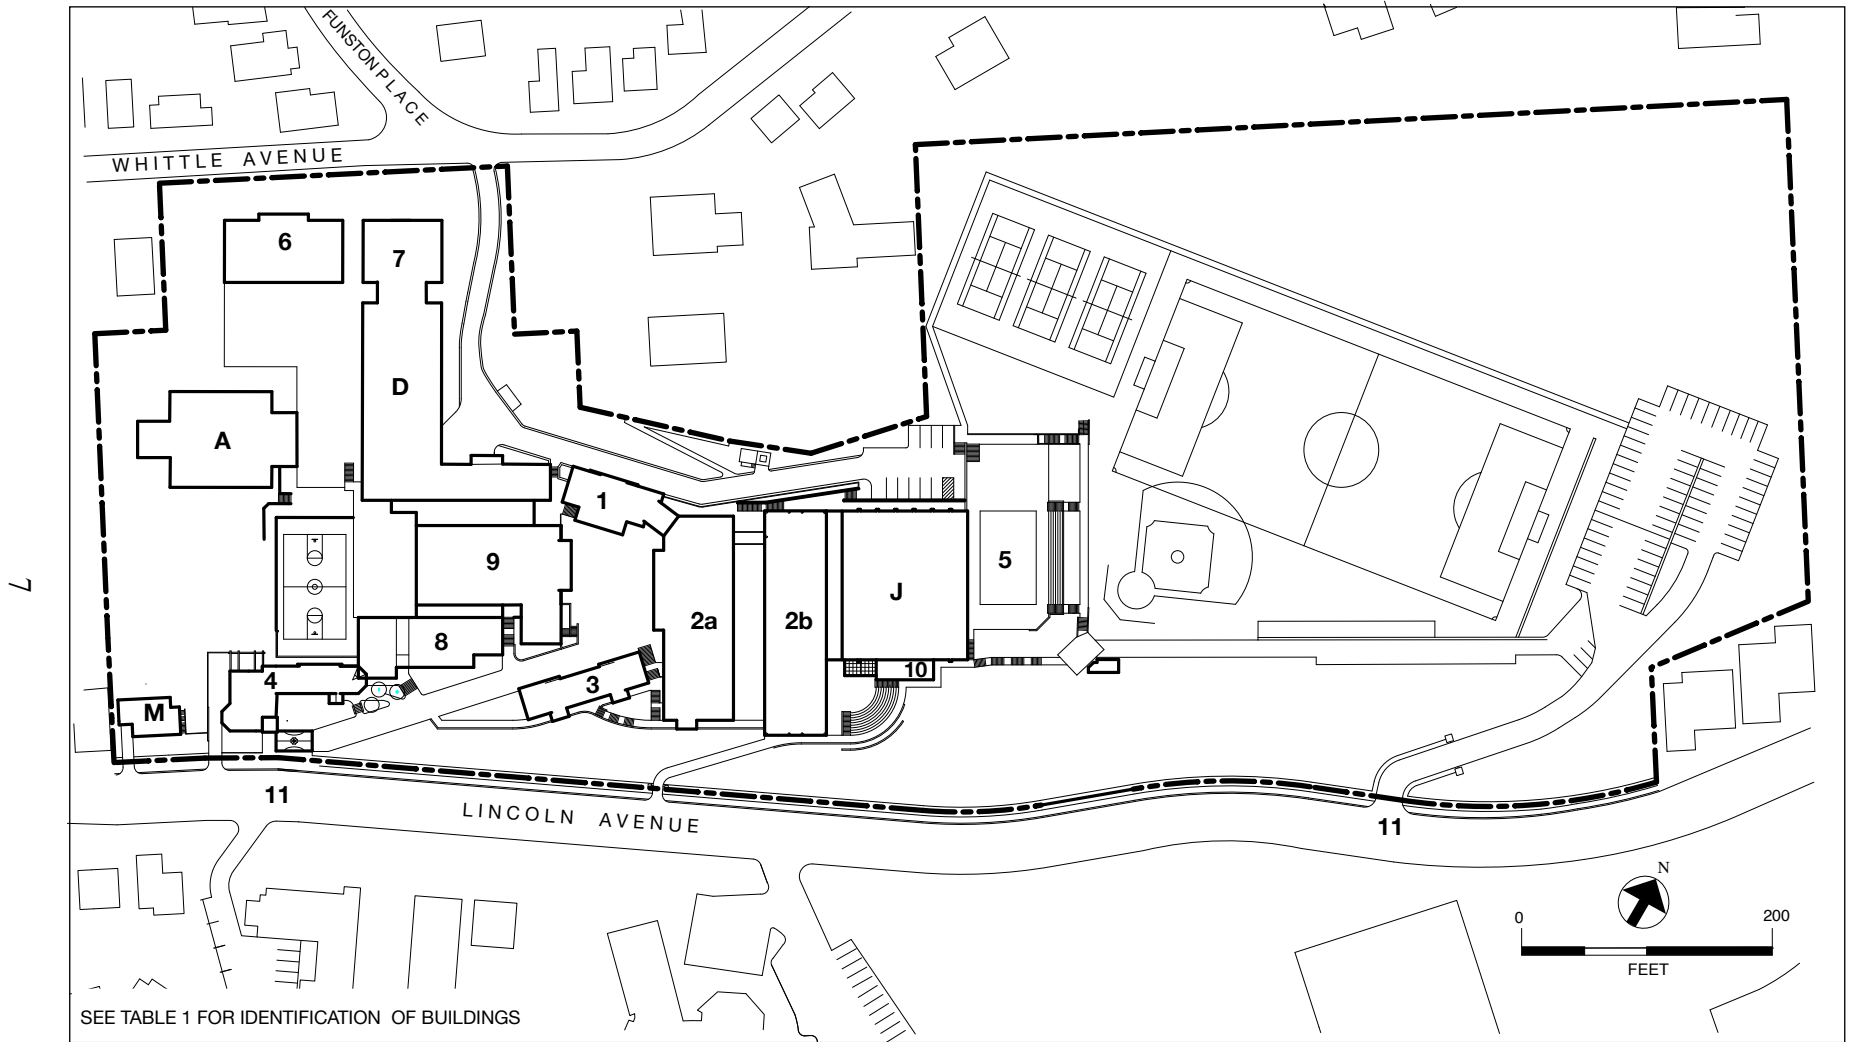 FUNSTON PLACE
WHITTLE AVENUE
6
7
D
A
1
9
5
J
2a
2b
8
4
3
10
M
7
11
LINCOLN AVENUE
11
N
0 200
FEET
SEE TABLE 1 FOR IDENTIFICATION OF BUILDINGS